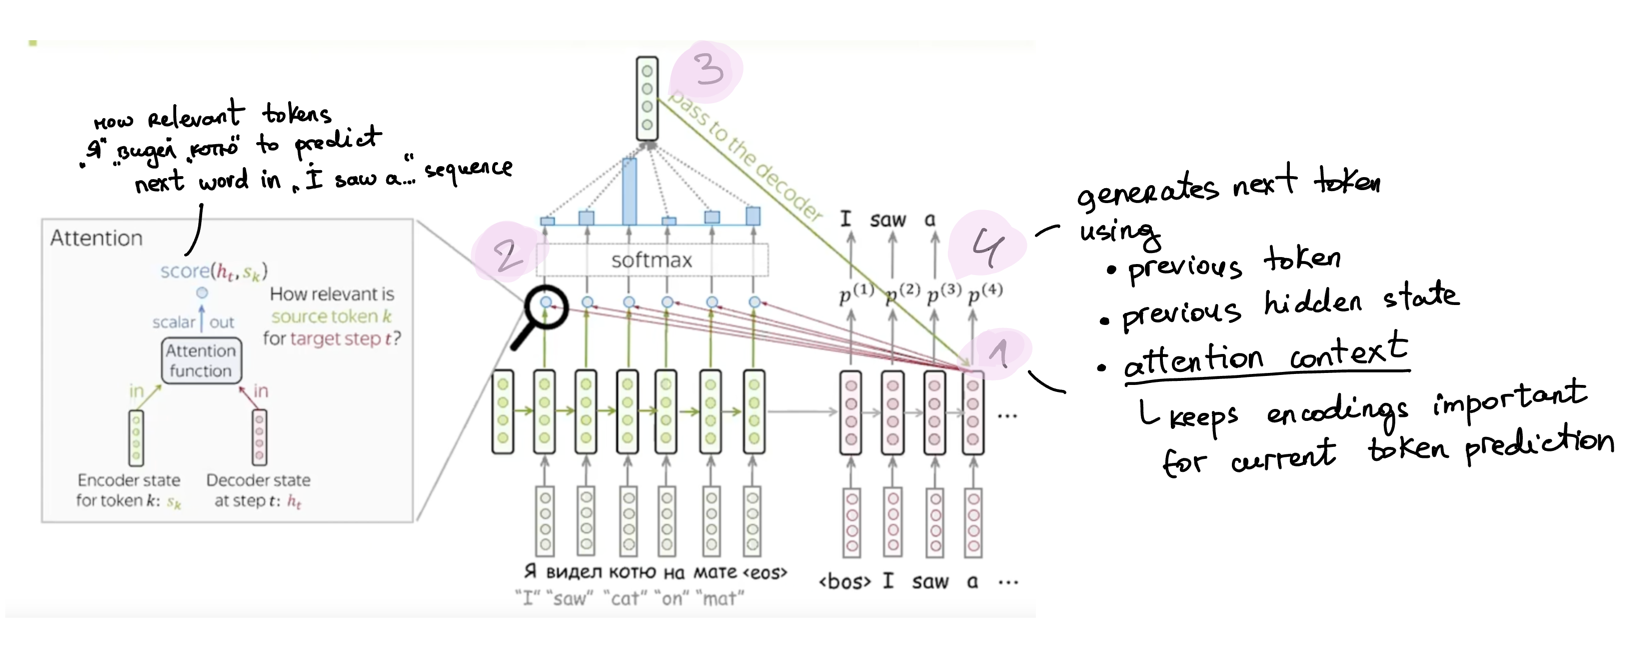 3
how relevant tokens
"Я" "видел "котю" to predict
next word in "I saw a..." sequence
pass to the decoder
generates next token
using
• previous token
• previous hidden state
• attention context
keeps encodings important
for current token prediction
I saw a
4
2
softmax
p(1) p(2) p(3) p(4)
1
Attention
score(hₜ, sₖ)
How relevant is
source token k
for target step t?
scalar out
Attention
function
in in
Encoder state
for token k: sₖ
Decoder state
at step t: hₜ
...
Я видел котю на мате <eos>
"I" "saw" "cat" "on" "mat"
<bos> I saw a ...